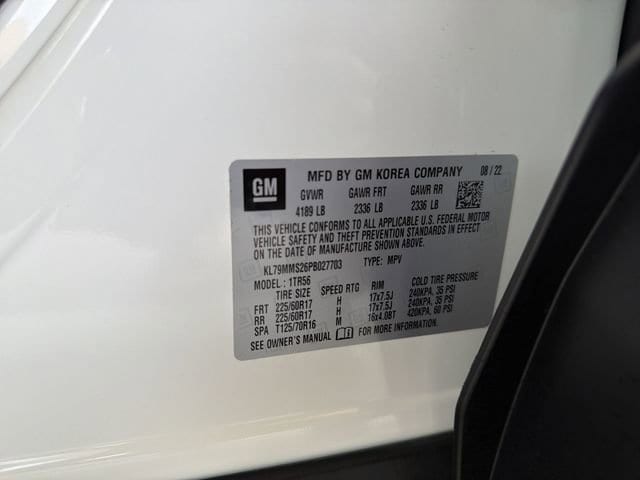 GM MFD BY GM KOREA COMPANY 08 / 22
GVWR GAWR FRT GAWR RR
4189 LB 2336 LB 2336 LB
THIS VEHICLE CONFORMS TO ALL APPLICABLE U.S. FEDERAL MOTOR
VEHICLE SAFETY AND THEFT PREVENTION STANDARDS IN EFFECT
ON THE DATE OF MANUFACTURE SHOWN ABOVE.
KL79MMS26PB027703 TYPE: MPV
MODEL: 1TR56
TIRE SIZE SPEED RTG RIM COLD TIRE PRESSURE
FRT 225/60R17 H 17x7.5J 240KPA, 35 PSI
RR 225/60R17 H 17x7.5J 240KPA, 35 PSI
SPA T125/70R16 M 16x4.0BT 420KPA, 60 PSI
SEE OWNER'S MANUAL FOR MORE INFORMATION.